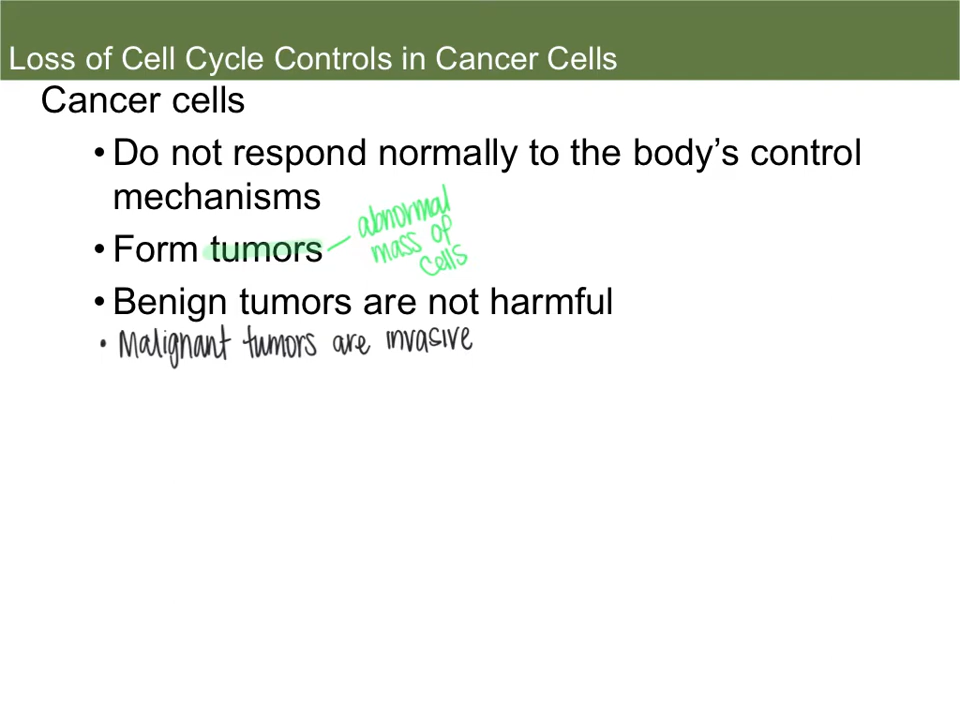 Loss of Cell Cycle Controls in Cancer Cells
Cancer cells
• Do not respond normally to the body’s control
mechanisms
• Form tumors – abnormal
mass of
cells
• Benign tumors are not harmful
• Malignant tumors are invasive